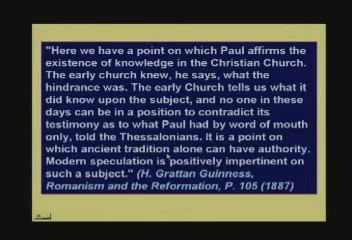 "Here we have a point on which Paul affirms the
existence of knowledge in the Christian Church.
The early church knew, he says, what the
hindrance was. The early Church tells us what it
did know upon the subject, and no one in these
days can be in a position to contradict its
testimony as to what Paul had by word of mouth
only, told the Thessalonians. It is a point on
which ancient tradition alone can have authority.
Modern speculation is positively impertinent on
such a subject." (H. Grattan Guinness,
Romanism and the Reformation, P. 105 (1887)